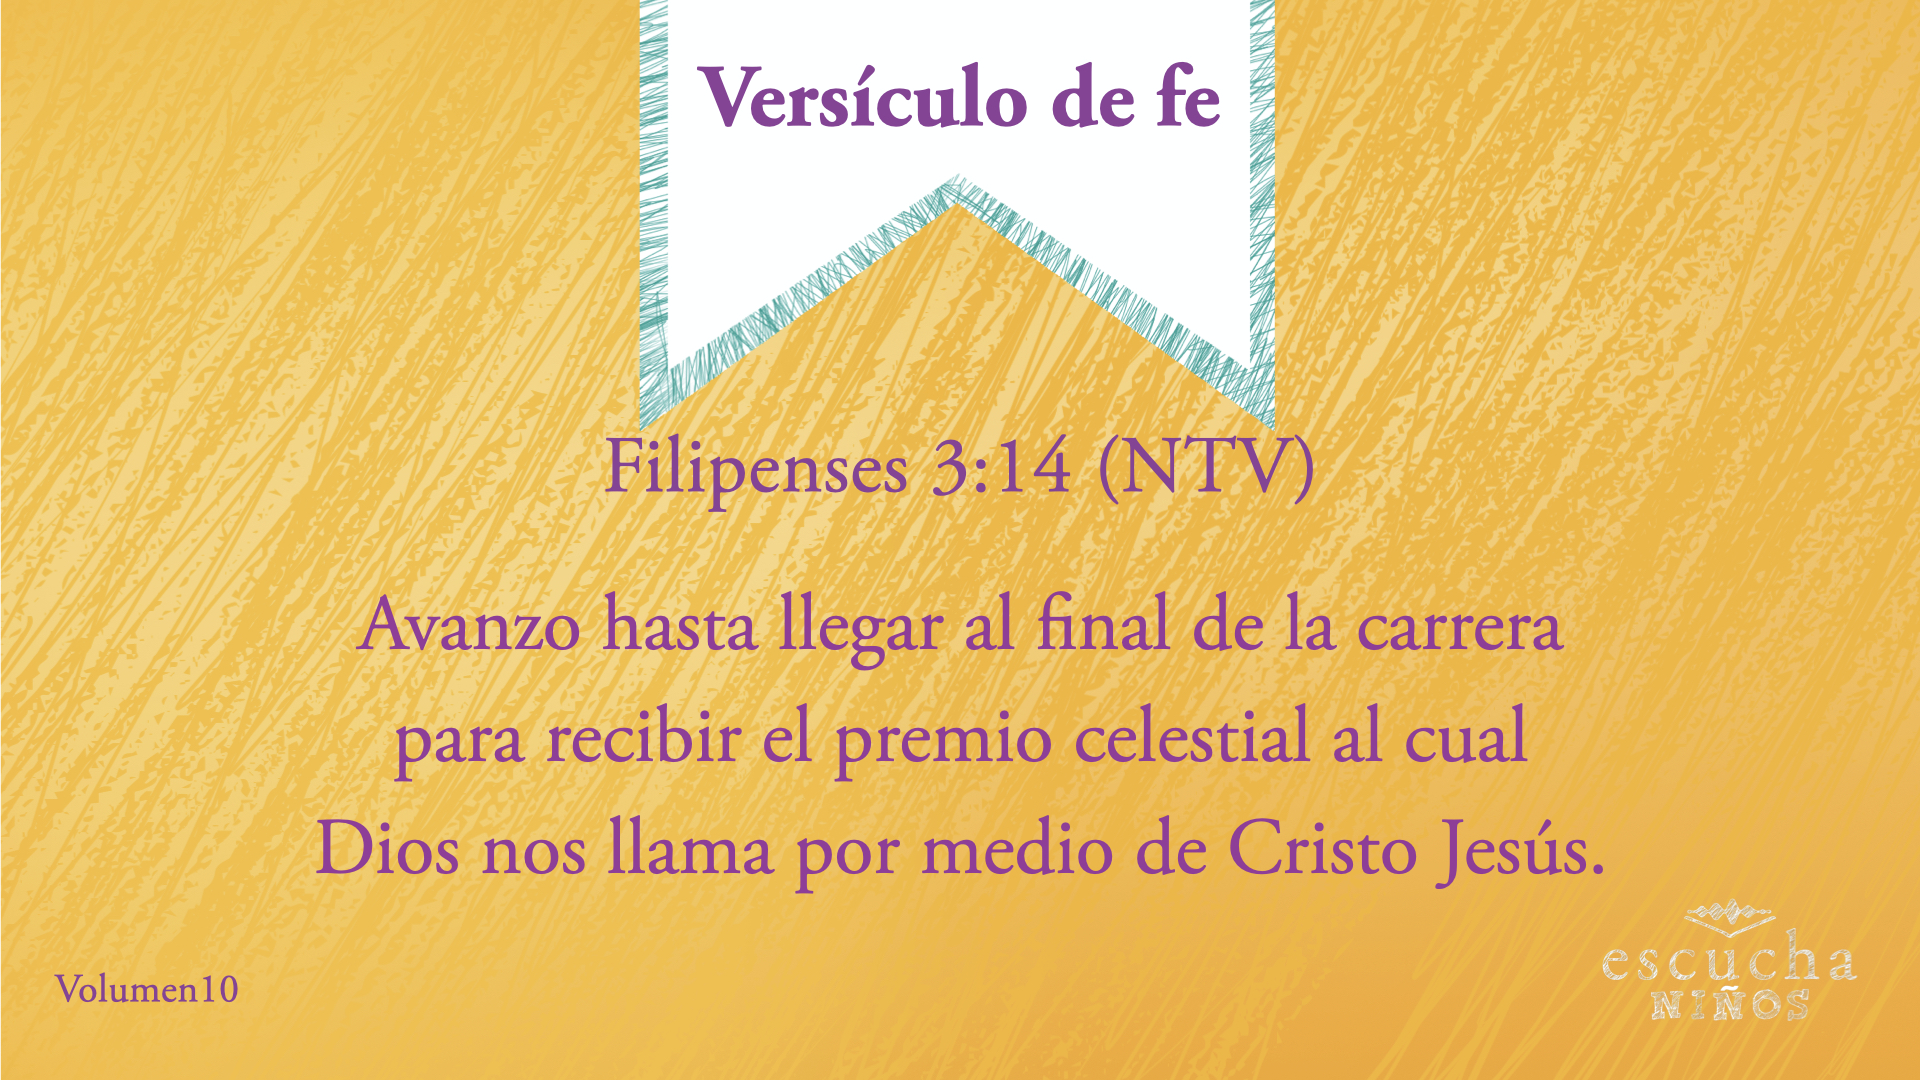 Versículo de fe
Filipenses 3:14 (NTV)
Avanzo hasta llegar al final de la carrera
para recibir el premio celestial al cual
Dios nos llama por medio de Cristo Jesús.
Volumen10
escucha
NIÑOS